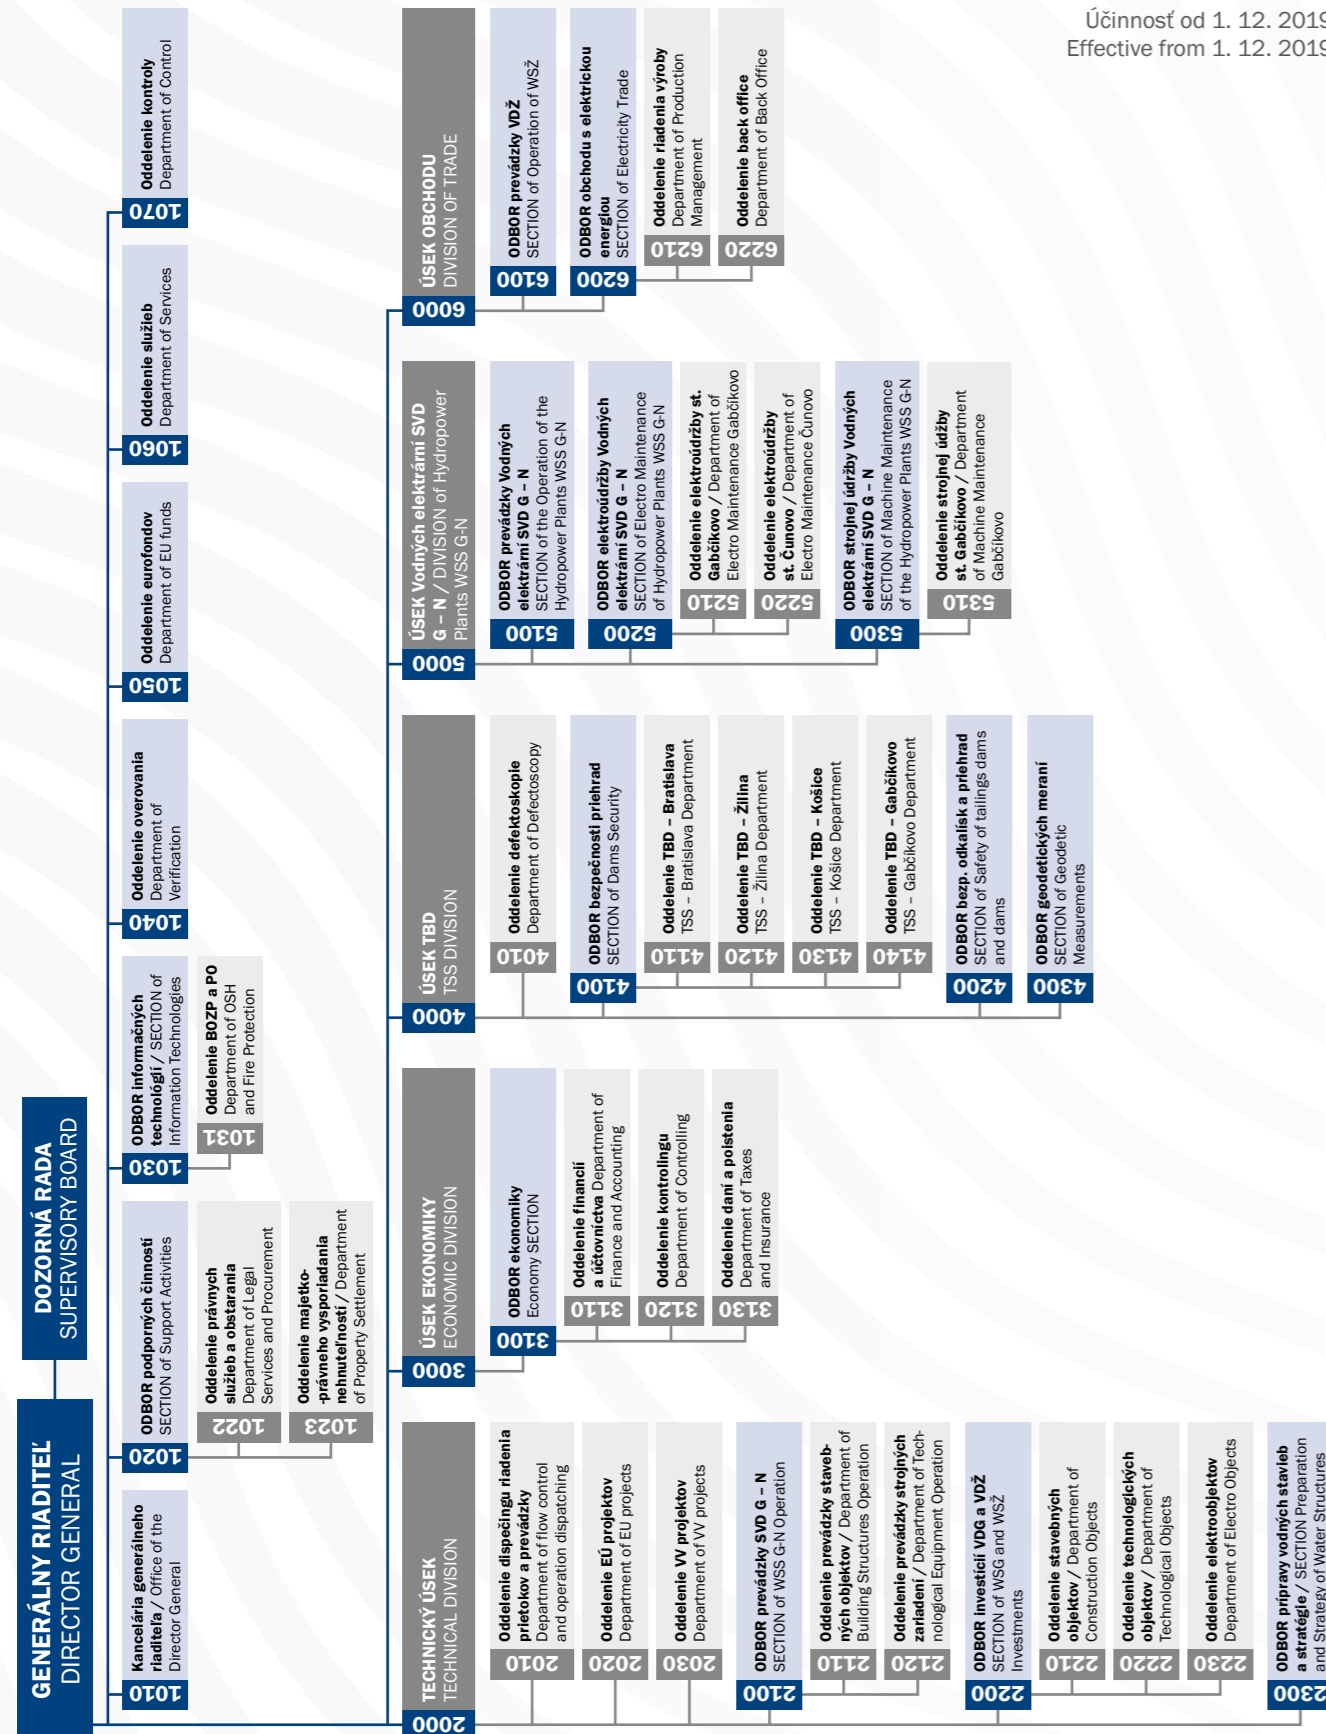 Účinnosť od 1. 12. 2019
Effective from 1. 12. 2019
GENERÁLNY RIADITEĽ
DIRECTOR GENERAL
DOZORNÁ RADA
SUPERVISORY BOARD
1010
Kancelária generálneho
riaditeľa / Office of the
Director General
1020
ODBOR podporných činností
SECTION of Support Activities
1022
Oddelenie právnych
služieb a obstarania
Department of Legal
Services and Procurement
1023
Oddelenie majetko-
-právneho vysporiadania
nehnuteľností / Department
of Property Settlement
1030
ODBOR informačných
technológií / SECTION of
Information Technologies
1031
Oddelenie BOZP a PO
Department of OSH
and Fire Protection
1040
Oddelenie overovania
Department of
Verification
1050
Oddelenie eurofondov
Department of EU funds
1060
Oddelenie služieb
Department of Services
1070
Oddelenie kontroly
Department of Control
2000
TECHNICKÝ ÚSEK
TECHNICAL DIVISION
2010
Oddelenie dispečingu riadenia
prietokov a prevádzky
Department of flow control
and operation dispatching
2020
Oddelenie EÚ projektov
Department of EU projects
2030
Oddelenie VV projektov
Department of VV projects
2100
ODBOR prevádzky SVD G – N
SECTION of WSS G-N Operation
2110
Oddelenie prevádzky staveb-
ných objektov / Department of
Building Structures Operation
2120
Oddelenie prevádzky strojných
zariadení / Department of Tech-
nological Equipment Operation
2200
ODBOR investícií VDG a VDŽ
SECTION of WSG and WSŽ
Investments
2210
Oddelenie stavebných
objektov / Department of
Construction Objects
2220
Oddelenie technologických
objektov / Department of
Technological Objects
2230
Oddelenie elektroobjektov
Department of Electro Objects
2300
ODBOR prípravy vodných stavieb
a stratégie / SECTION Preparation
and Strategy of Water Structures
3000
ÚSEK EKONOMIKY
ECONOMIC DIVISION
3100
ODBOR ekonomiky
Economy SECTION
3110
Oddelenie financií
a účtovníctva Department of
Finance and Accounting
3120
Oddelenie kontrolingu
Department of Controlling
3130
Oddelenie daní a poistenia
Department of Taxes
and Insurance
4000
ÚSEK TBD
TSS DIVISION
4010
Oddelenie defektoskopie
Department of Defectoscopy
4100
ODBOR bezpečnosti priehrad
SECTION of Dams Security
4110
Oddelenie TBD – Bratislava
TSS – Bratislava Department
4120
Oddelenie TBD – Žilina
TSS – Žilina Department
4130
Oddelenie TBD – Košice
TSS – Košice Department
4140
Oddelenie TBD – Gabčíkovo
TSS – Gabčíkovo Department
4200
ODBOR bezp. odkalísk a priehrad
SECTION of Safety of tailings dams
and dams
4300
ODBOR geodetických meraní
SECTION of Geodetic
Measurements
5000
ÚSEK Vodných elektrární SVD
G – N / DIVISION of Hydropower
Plants WSS G-N
5100
ODBOR prevádzky Vodných
elektrární SVD G – N
SECTION of the Operation of the
Hydropower Plants WSS G-N
5200
ODBOR elektroúdržby Vodných
elektrární SVD G – N
SECTION of Electro Maintenance
of Hydropower Plants WSS G-N
5210
Oddelenie elektroúdržby st.
Gabčíkovo / Department of
Electro Maintenance Gabčíkovo
5220
Oddelenie elektroúdržby
st. Čunovo / Department of
Electro Maintenance Čunovo
5300
ODBOR strojnej údržby Vodných
elektrární SVD G – N
SECTION of Machine Maintenance
of the Hydropower Plants WSS G-N
5310
Oddelenie strojnej údžby
st. Gabčíkovo / Department
of Machine Maintenance
Gabčíkovo
6000
ÚSEK OBCHODU
DIVISION OF TRADE
6100
ODBOR prevádzky VDŽ
SECTION of Operation of WSŽ
6200
ODBOR obchodu s elektrickou
energiou
SECTION of Electricity Trade
6210
Oddelenie riadenia výroby
Department of Production
Management
6220
Oddelenie back office
Department of Back Office